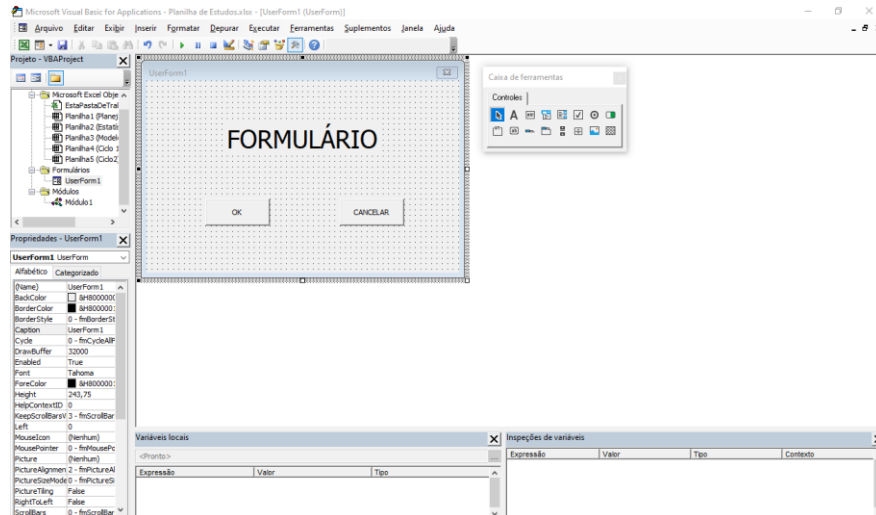 Microsoft Visual Basic for Applications - Planilha de Estudos.xlsx - [UserForm1 (UserForm)]
Arquivo Editar Exibir Inserir Formatar Depurar Executar Ferramentas Suplementos Janela Ajuda
Projeto - VBAProject
Microsoft Excel Obje
EstaPastaDeTral
Planilha1 (Planej
Planilha2 (Estatís
Planilha3 (Model
Planilha4 (Ciclo 1
Planilha5 (Ciclo2)
Formulários
UserForm1
Módulos
Módulo1
Propriedades - UserForm1
UserForm1 UserForm
Alfabético Categorizado
(Name) UserForm1
BackColor &H8000000
BorderColor &H8000001
BorderStyle 0 - fmBorderSt
Caption UserForm1
Cycle 0 - fmCycleAllF
DrawBuffer 32000
Enabled True
Font Tahoma
ForeColor &H8000001
Height 243,75
HelpContextID 0
KeepScrollBarsV 3 - fmScrollBar
Left 0
MouseIcon (Nenhum)
MousePointer 0 - fmMousePo
Picture (Nenhum)
PictureAlignmen 2 - fmPictureAl
PictureSizeMode 0 - fmPictureSi
PictureTiling False
RightToLeft False
ScrollBars 0 - fmScrollBar
UserForm1
FORMULÁRIO
OK CANCELAR
Caixa de ferramentas
Controles
Variáveis locais
<Pronto>
Expressão Valor Tipo
Inspeções de variáveis
Expressão Valor Tipo Contexto